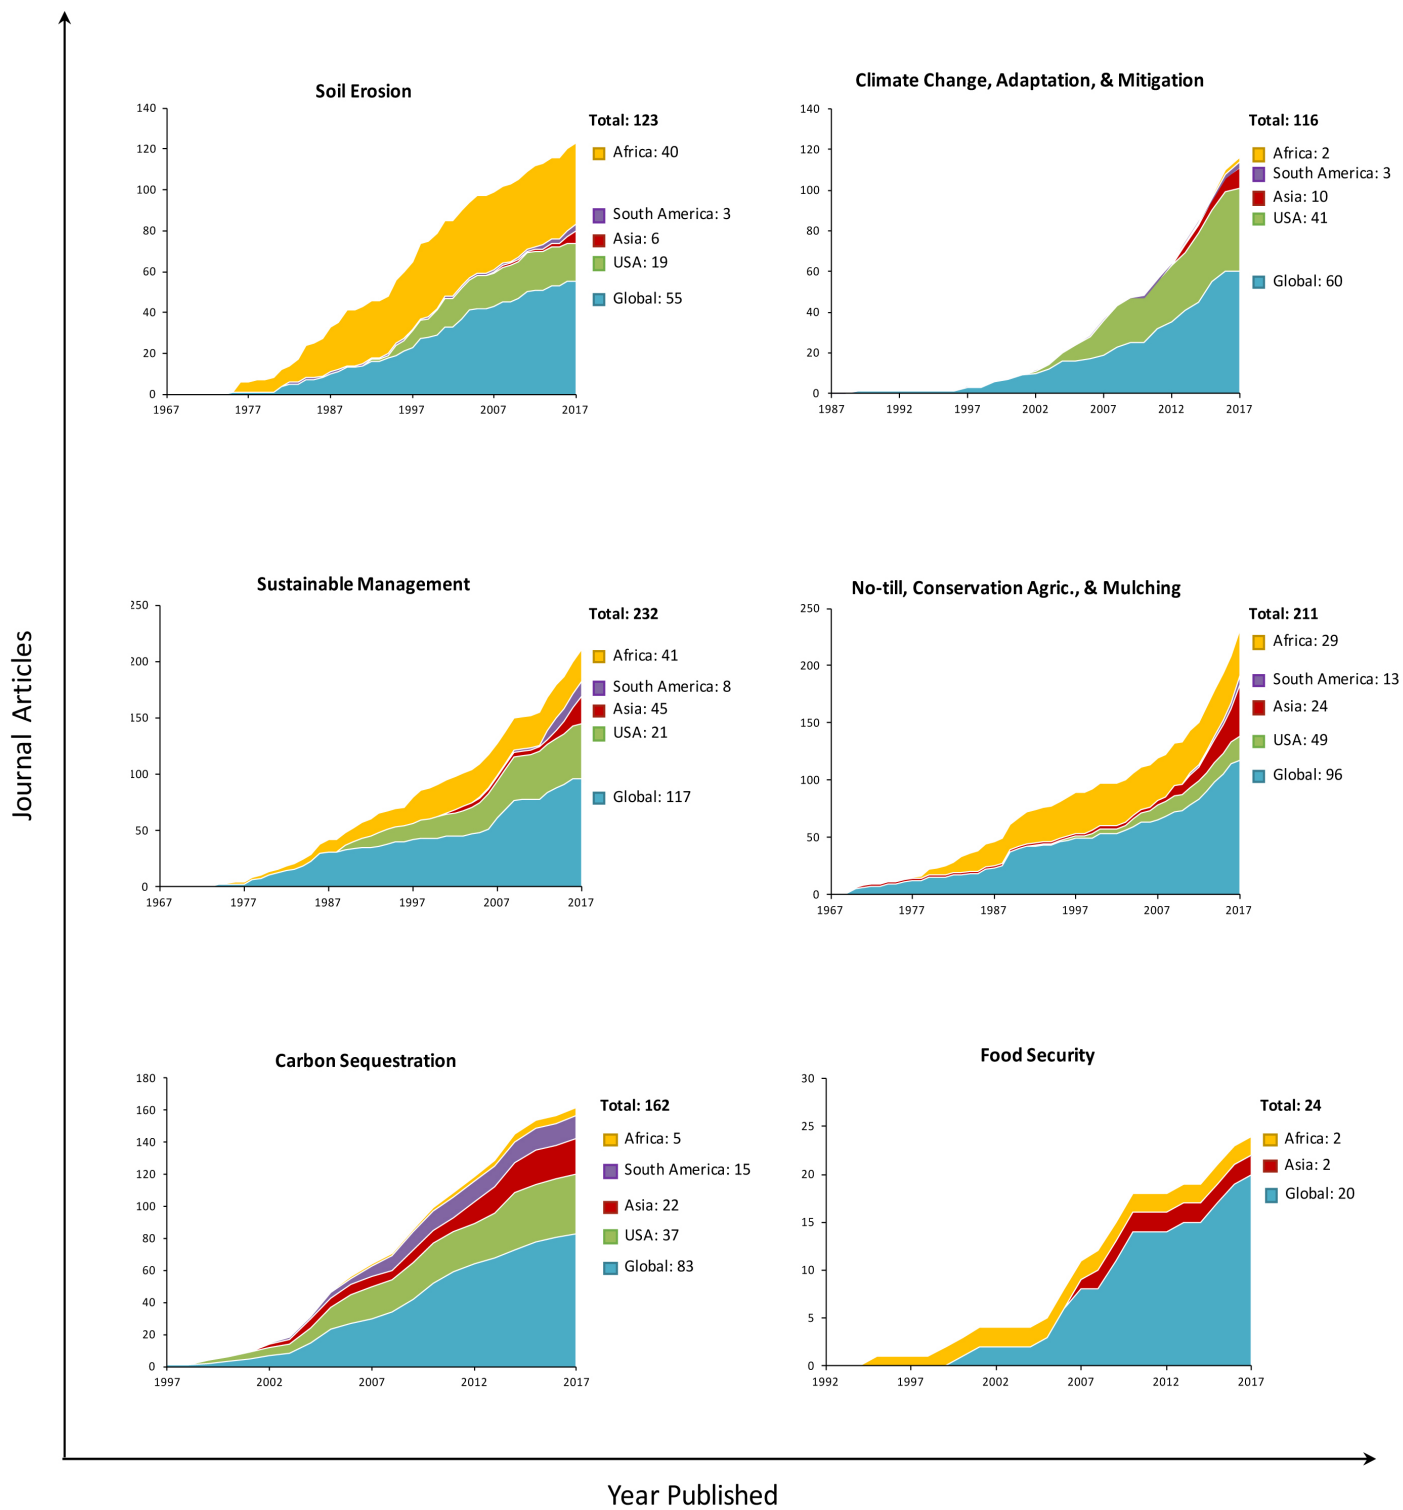 Journal Articles
Soil Erosion
140
120
100
80
60
40
20
0
1967 1977 1987 1997 2007 2017
Total: 123
Africa: 40
South America: 3
Asia: 6
USA: 19
Global: 55
Climate Change, Adaptation, & Mitigation
140
120
100
80
60
40
20
0
1987 1992 1997 2002 2007 2012 2017
Total: 116
Africa: 2
South America: 3
Asia: 10
USA: 41
Global: 60
Sustainable Management
250
200
150
100
50
0
1967 1977 1987 1997 2007 2017
Total: 232
Africa: 41
South America: 8
Asia: 45
USA: 21
Global: 117
No-till, Conservation Agric., & Mulching
250
200
150
100
50
0
1967 1977 1987 1997 2007 2017
Total: 211
Africa: 29
South America: 13
Asia: 24
USA: 49
Global: 96
Carbon Sequestration
180
160
140
120
100
80
60
40
20
0
1997 2002 2007 2012 2017
Total: 162
Africa: 5
South America: 15
Asia: 22
USA: 37
Global: 83
Food Security
30
25
20
15
10
5
0
1992 1997 2002 2007 2012 2017
Total: 24
Africa: 2
Asia: 2
Global: 20
Year Published